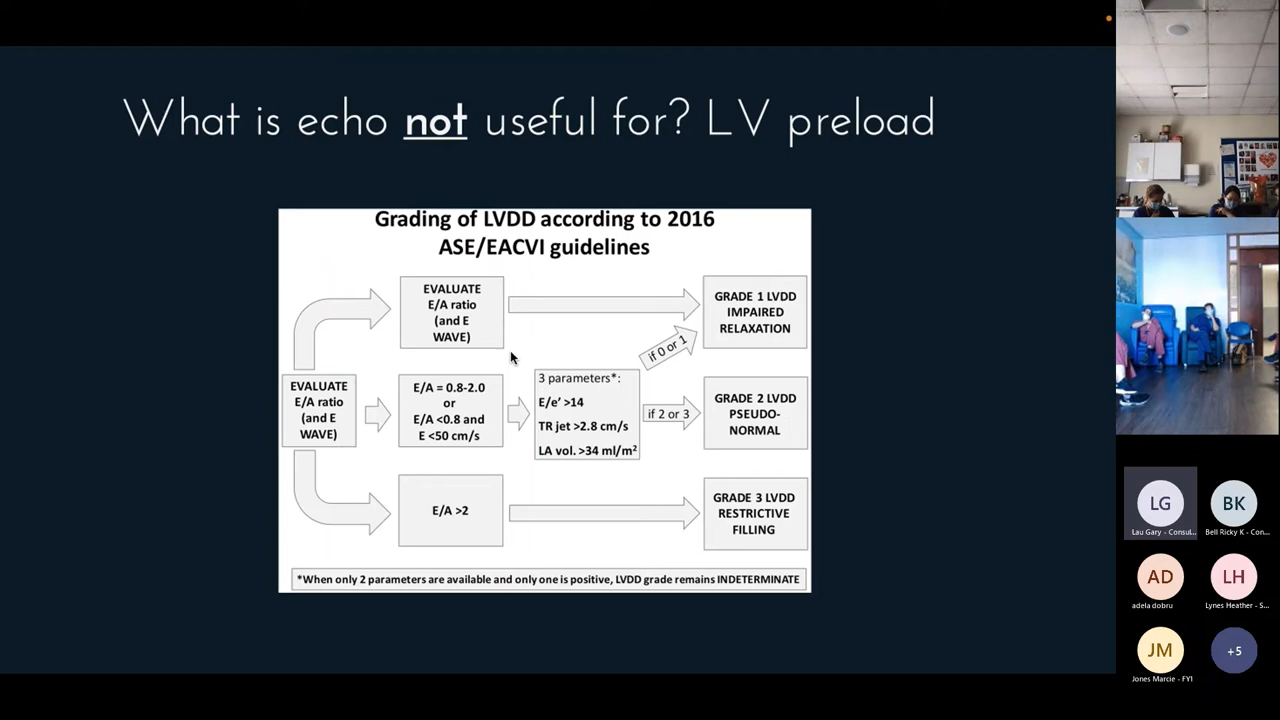 What is echo not useful for? LV preload
Grading of LVDD according to 2016
ASE/EACVI guidelines
EVALUATE
E/A ratio
(and E
WAVE)
GRADE 1 LVDD
IMPAIRED
RELAXATION
if 0 or 1
EVALUATE
E/A ratio
(and E
WAVE)
E/A = 0.8-2.0
or
E/A <0.8 and
E <50 cm/s
3 parameters*:
E/e’ >14
TR jet >2.8 cm/s
LA vol. >34 ml/m²
if 2 or 3
GRADE 2 LVDD
PSEUDO-
NORMAL
E/A >2
GRADE 3 LVDD
RESTRICTIVE
FILLING
*When only 2 parameters are available and only one is positive, LVDD grade remains INDETERMINATE
LG
Lau Gary - Consul...
BK
Bell Ricky K - Con...
AD
adela dobru
LH
Lynes Heather - S...
JM
Jones Marcie - FY1
+5